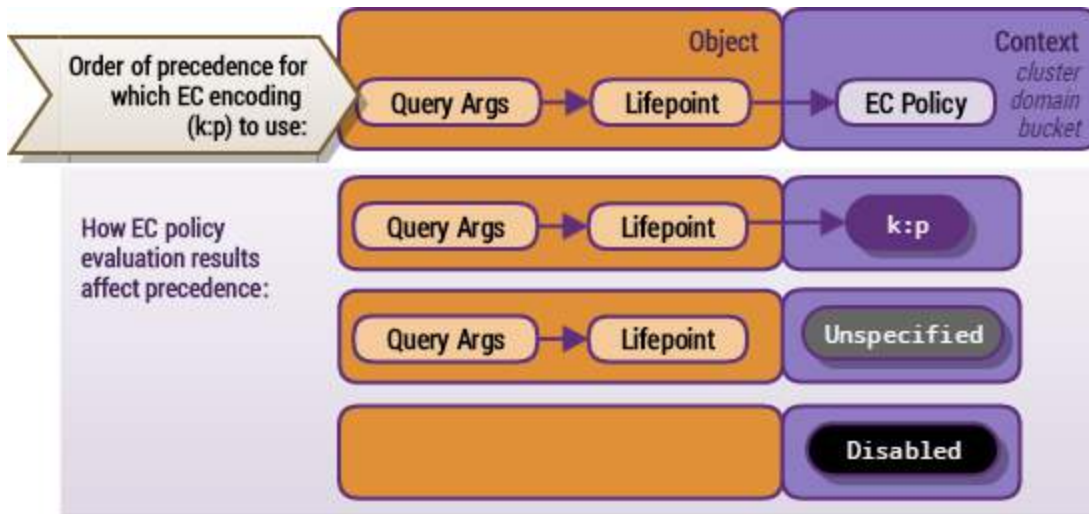 Object
Context
cluster
domain
bucket
Order of precedence for
which EC encoding
(k:p) to use:
Query Args
Lifepoint
EC Policy
How EC policy
evaluation results
affect precedence:
Query Args
Lifepoint
k:p
Query Args
Lifepoint
Unspecified
Disabled